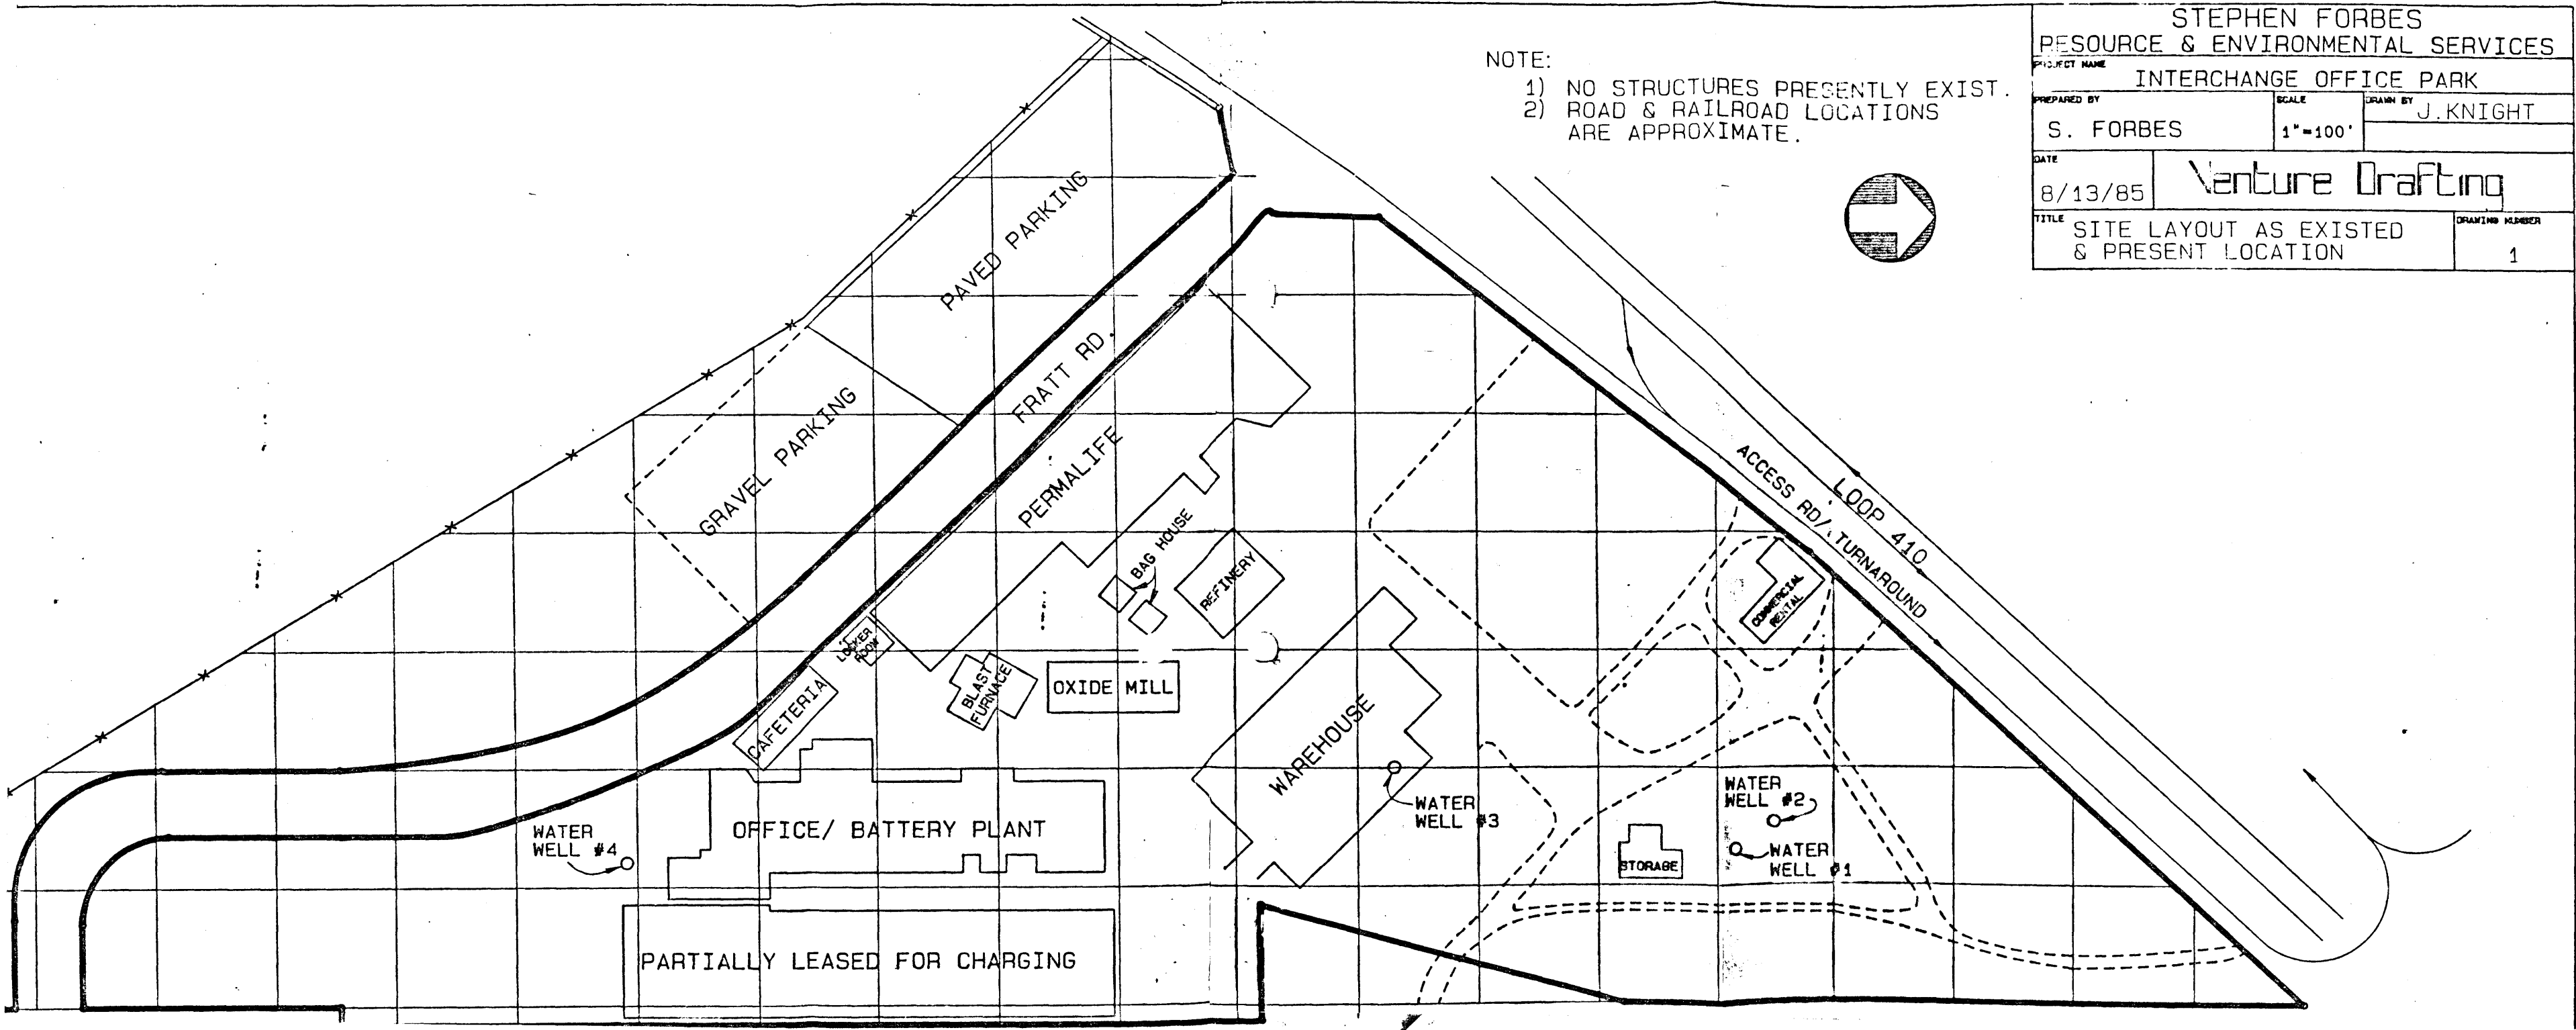 STEPHEN FORBES
RESOURCE & ENVIRONMENTAL SERVICES
PROJECT NAME
INTERCHANGE OFFICE PARK
PREPARED BY
S. FORBES
SCALE
1"=100'
DRAWN BY
J.KNIGHT
DATE
8/13/85
Venture Drafting
TITLE
SITE LAYOUT AS EXISTED
& PRESENT LOCATION
DRAWING NUMBER
1
NOTE:
1) NO STRUCTURES PRESENTLY EXIST.
2) ROAD & RAILROAD LOCATIONS
ARE APPROXIMATE.
PAVED PARKING
GRAVEL PARKING
FRATT RD.
PERMALIFE
BAG HOUSE
REFINERY
LOCKER
ROOM
CAFETERIA
BLAST
FURNACE
OXIDE MILL
WAREHOUSE
ACCESS RD/ TURNAROUND
LOOP 410
COMMERCIAL
RENTAL
WATER
WELL #4
OFFICE/ BATTERY PLANT
WATER
WELL #3
WATER
WELL #2
WATER
WELL #1
STORAGE
PARTIALLY LEASED FOR CHARGING